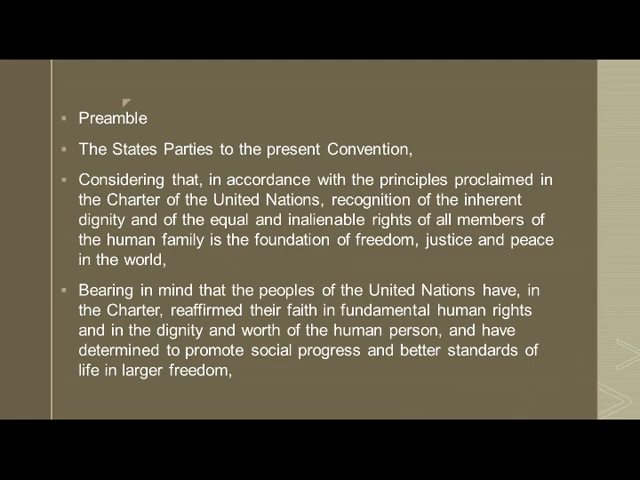 Preamble
The States Parties to the present Convention,
Considering that, in accordance with the principles proclaimed in
the Charter of the United Nations, recognition of the inherent
dignity and of the equal and inalienable rights of all members of
the human family is the foundation of freedom, justice and peace
in the world,
Bearing in mind that the peoples of the United Nations have, in
the Charter, reaffirmed their faith in fundamental human rights
and in the dignity and worth of the human person, and have
determined to promote social progress and better standards of
life in larger freedom,